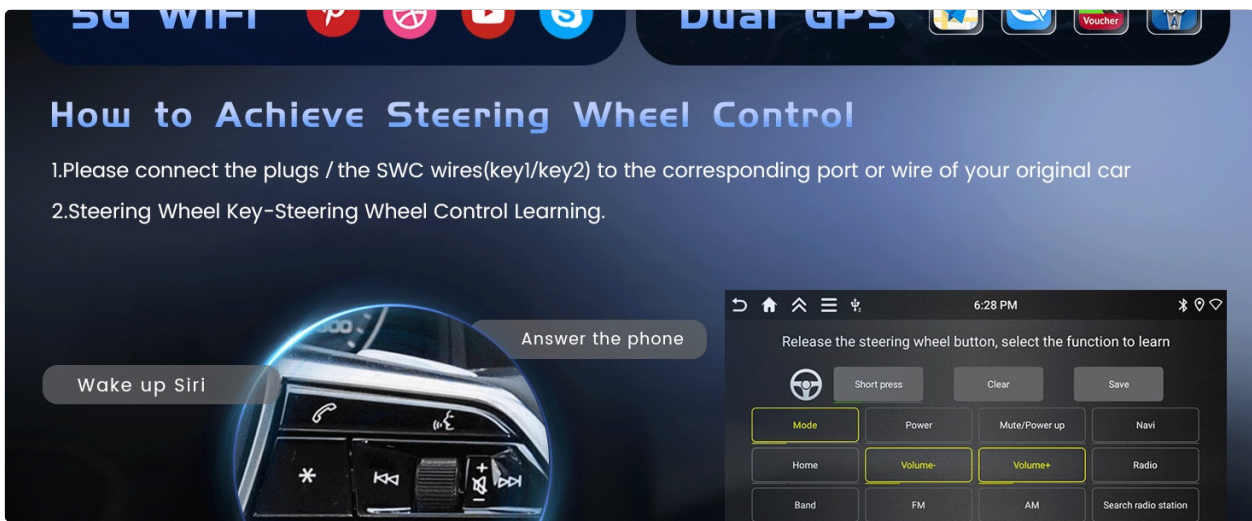 5G WiFi
Dual GPS
Voucher
How to Achieve Steering Wheel Control
1.Please connect the plugs / the SWC wires(key1/key2) to the corresponding port or wire of your original car
2.Steering Wheel Key-Steering Wheel Control Learning.
6:28 PM
Answer the phone
Release the steering wheel button, select the function to learn
Wake up Siri
Short press
Clear
Save
Mode
Power
Mute/Power up
Navi
Home
Volume-
Volume+
Radio
Band
FM
AM
Search radio station